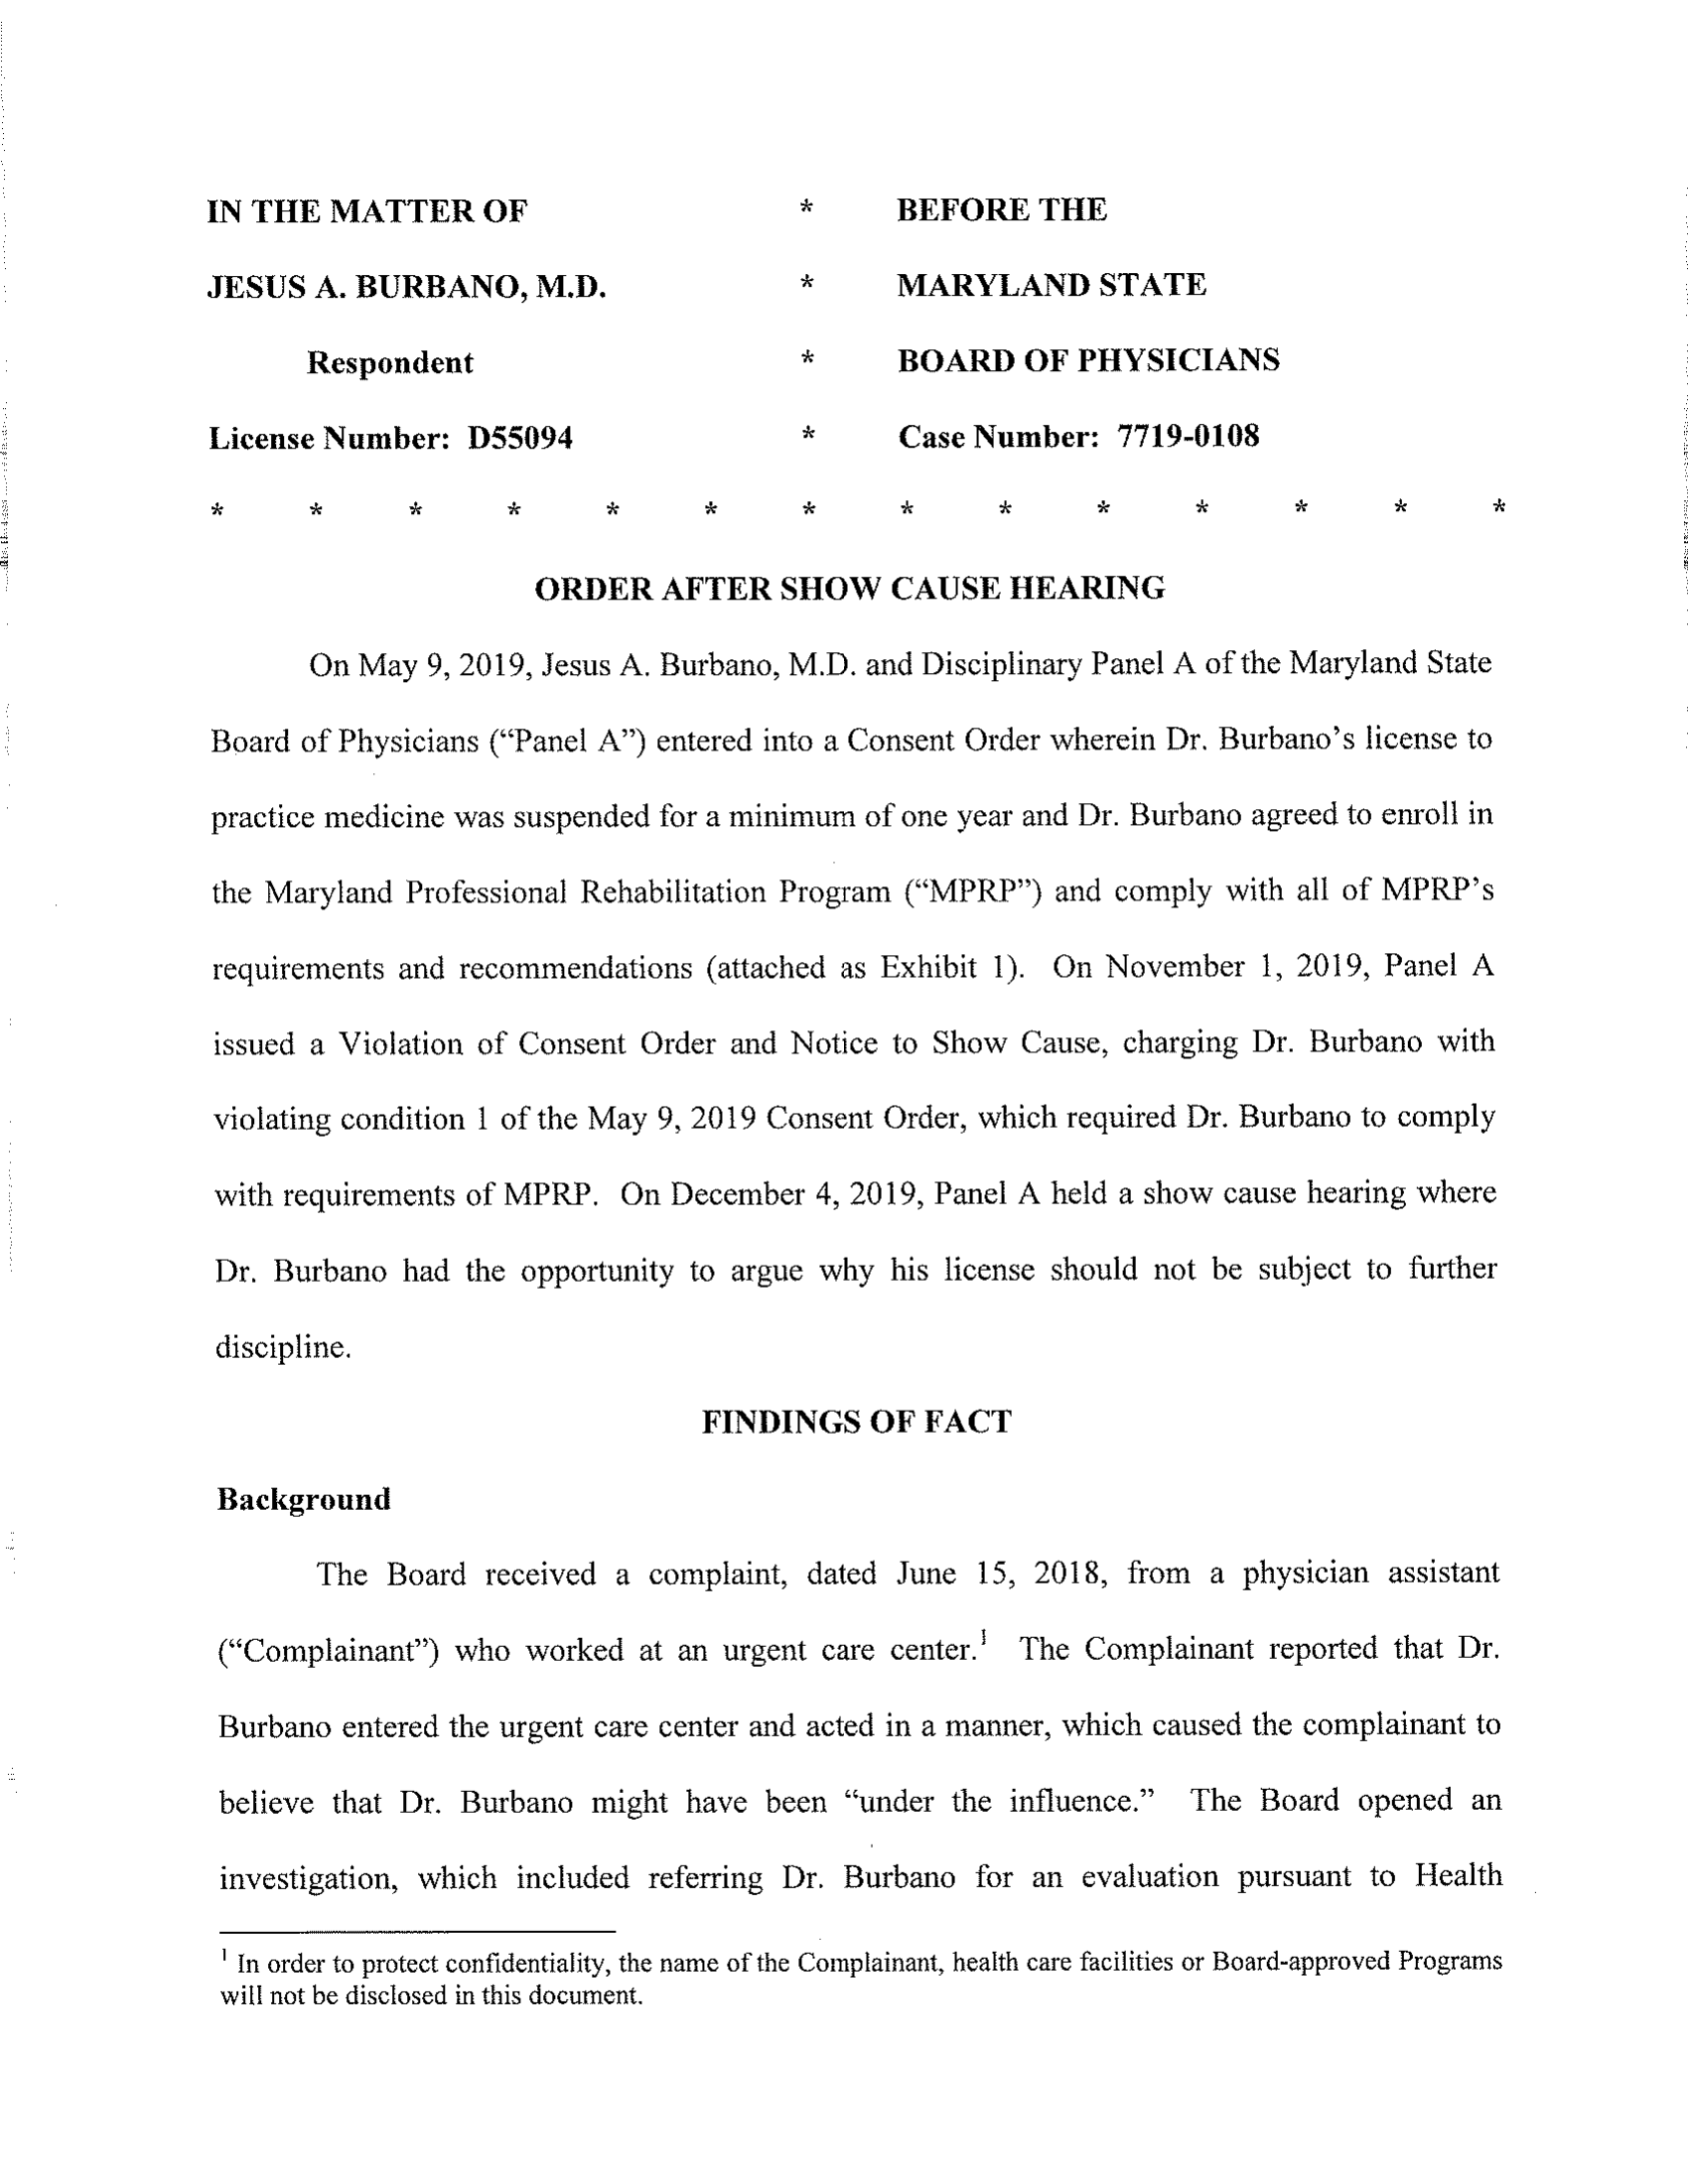 IN THE MATTER OF * BEFORE THE
JESUS A. BURBANO, M.D. * MARYLAND STATE
Respondent * BOARD OF PHYSICIANS
License Number: D55094 * Case Number: 7719-0108
* * * * * * * * * * * * * *
ORDER AFTER SHOW CAUSE HEARING
On May 9, 2019, Jesus A. Burbano, M.D. and Disciplinary Panel A of the Maryland State
Board of Physicians (“Panel A”) entered into a Consent Order wherein Dr. Burbano’s license to
practice medicine was suspended for a minimum of one year and Dr. Burbano agreed to enroll in
the Maryland Professional Rehabilitation Program (“MPRP”) and comply with all of MPRP’s
requirements and recommendations (attached as Exhibit 1). On November 1, 2019, Panel A
issued a Violation of Consent Order and Notice to Show Cause, charging Dr. Burbano with
violating condition 1 of the May 9, 2019 Consent Order, which required Dr. Burbano to comply
with requirements of MPRP. On December 4, 2019, Panel A held a show cause hearing where
Dr. Burbano had the opportunity to argue why his license should not be subject to further
discipline.
FINDINGS OF FACT
Background
The Board received a complaint, dated June 15, 2018, from a physician assistant
(“Complainant”) who worked at an urgent care center.1 The Complainant reported that Dr.
Burbano entered the urgent care center and acted in a manner, which caused the complainant to
believe that Dr. Burbano might have been “under the influence.” The Board opened an
investigation, which included referring Dr. Burbano for an evaluation pursuant to Health
1 In order to protect confidentiality, the name of the Complainant, health care facilities or Board-approved Programs
will not be disclosed in this document.